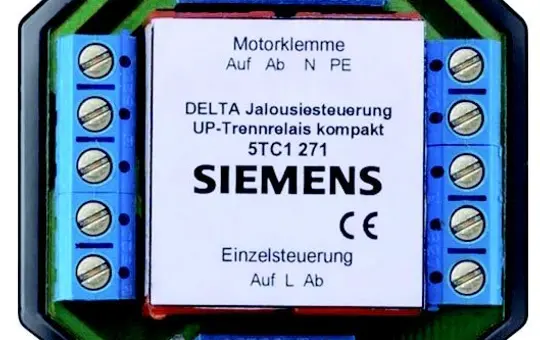 Motorklemme
Auf Ab N PE
DELTA Jalousiesteuerung
UP-Trennrelais kompakt
5TC1 271
SIEMENS
CE
Einzelsteuerung
Auf L Ab